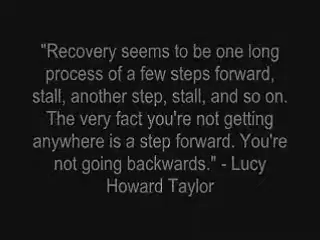 "Recovery seems to be one long
process of a few steps forward,
stall, another step, stall, and so on.
The very fact you're not getting
anywhere is a step forward. You're
not going backwards." - Lucy
Howard Taylor